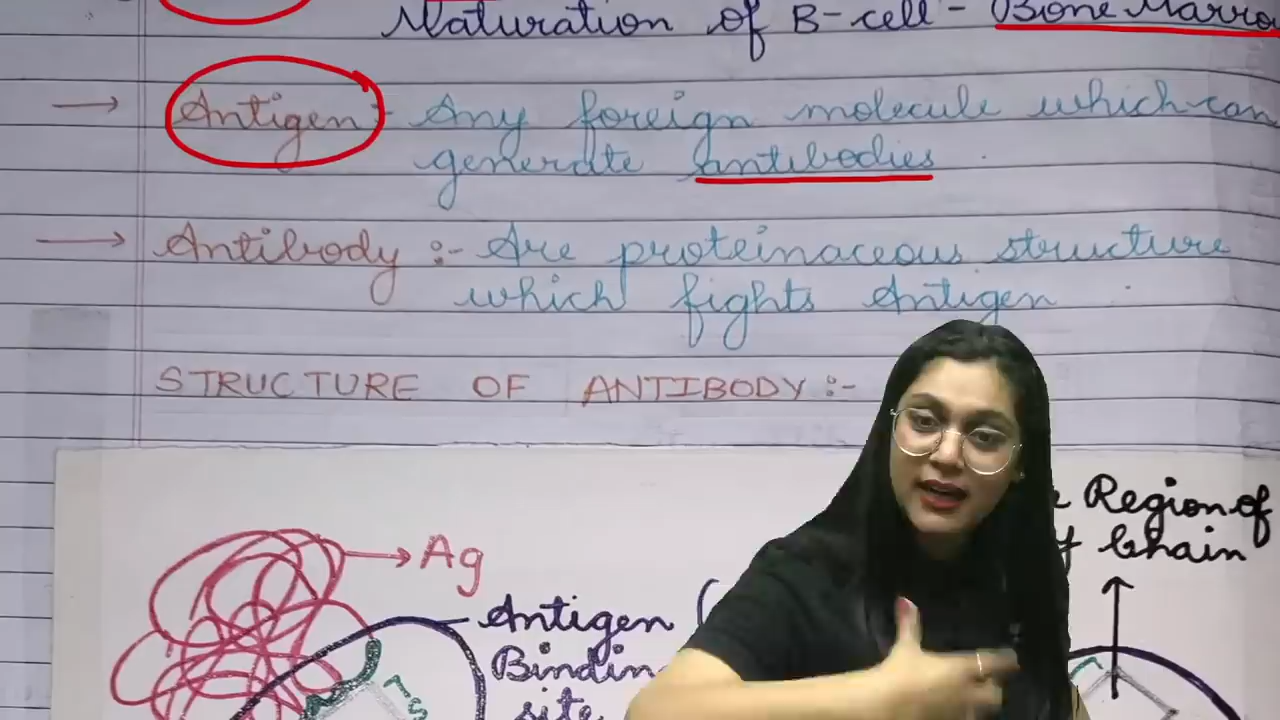 Maturation of B-cell - Bone Marro
→ Antigen - Any foreign molecule which can
generate antibodies
→ Antibody :- Are proteinaceous structure
which fights Antigen
STRUCTURE OF ANTIBODY :-
Ag
Antigen
Bindin
site
Region of
Chain